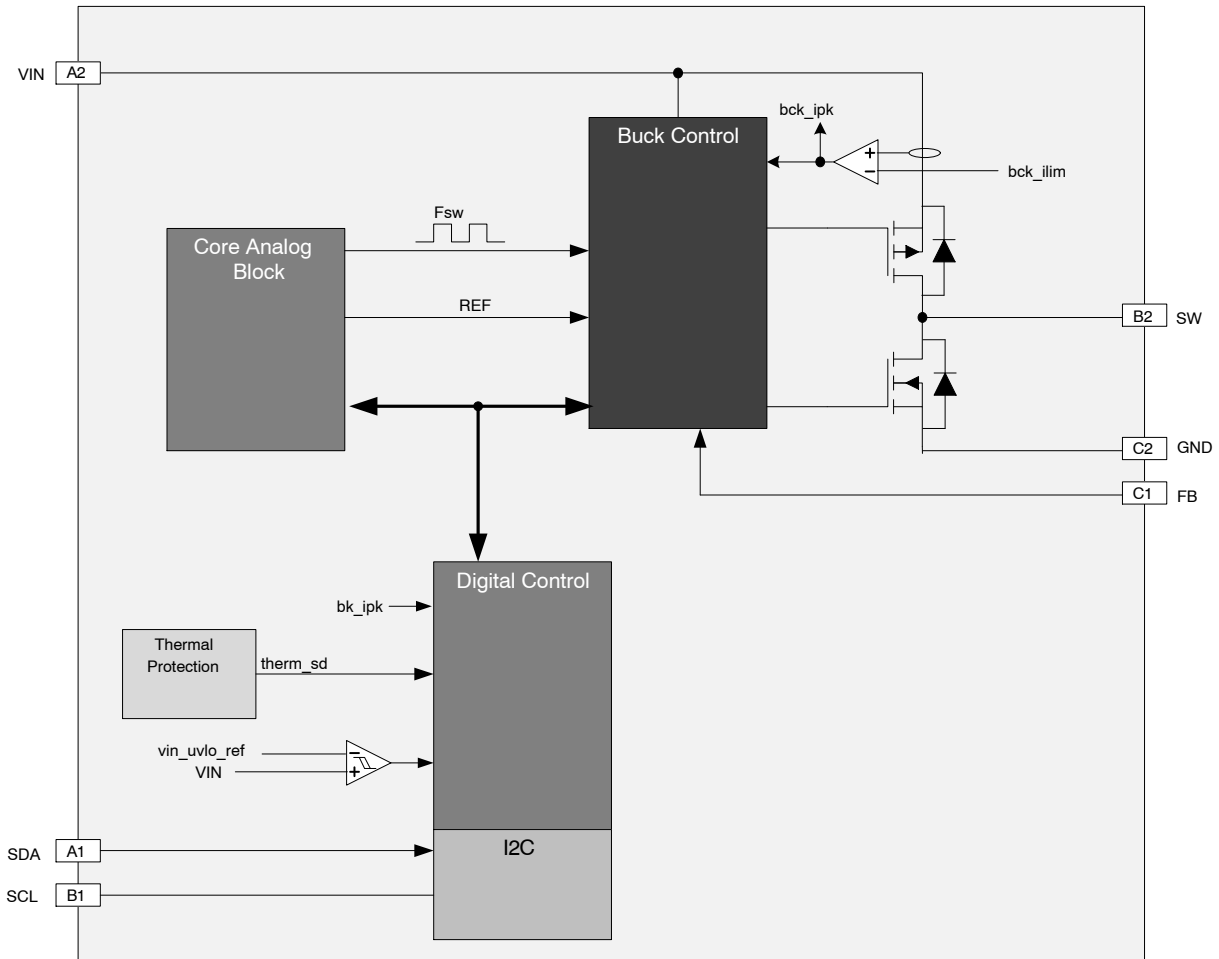 VIN
A2
bck_ipk
Buck Control
+
−
bck_ilim
Fsw
Core Analog
Block
REF
B2
SW
C2
GND
C1
FB
Digital Control
bk_ipk
Thermal
Protection
therm_sd
vin_uvlo_ref
VIN
−
+
SDA
A1
I2C
SCL
B1